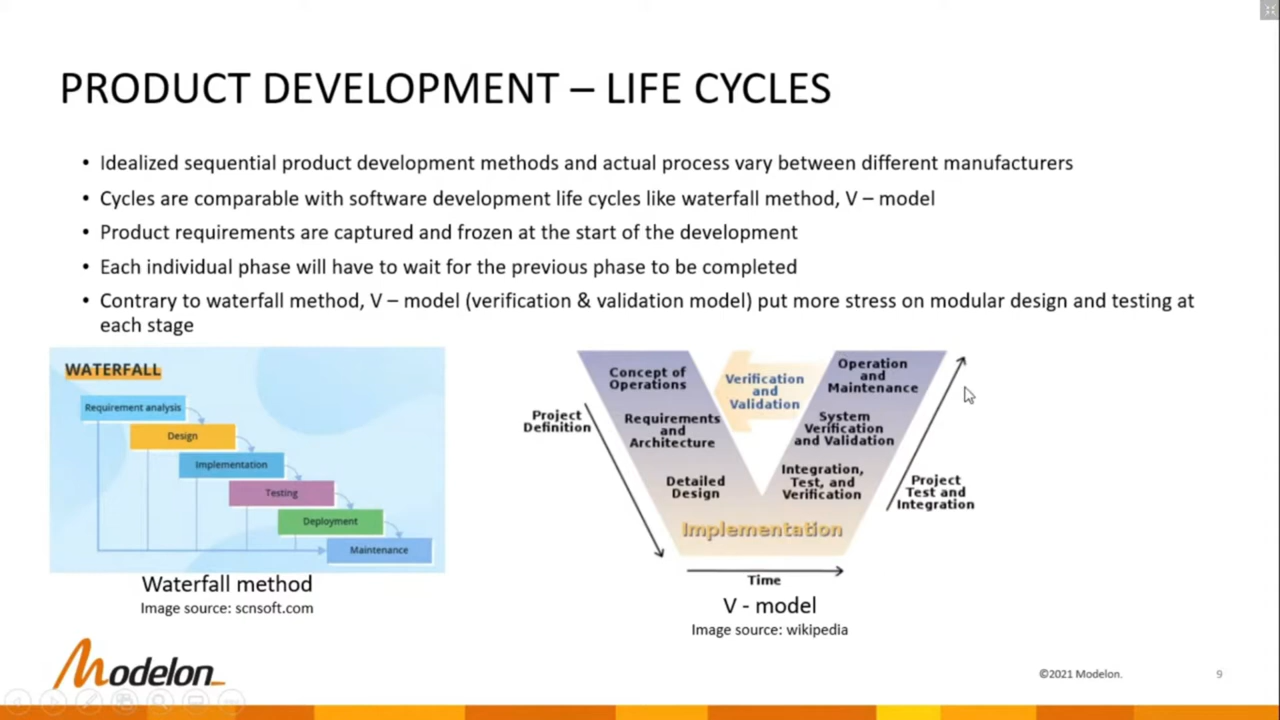 PRODUCT DEVELOPMENT – LIFE CYCLES
• Idealized sequential product development methods and actual process vary between different manufacturers
• Cycles are comparable with software development life cycles like waterfall method, V – model
• Product requirements are captured and frozen at the start of the development
• Each individual phase will have to wait for the previous phase to be completed
• Contrary to waterfall method, V – model (verification & validation model) put more stress on modular design and testing at
each stage
WATERFALL
Requirement analysis
Design
Implementation
Testing
Deployment
Maintenance
Waterfall method
Image source: scnsoft.com
Project
Definition
Concept of
Operations
Requirements
and
Architecture
Detailed
Design
Implementation
Verification
and
Validation
Operation
and
Maintenance
System
Verification
and Validation
Integration,
Test, and
Verification
Project
Test and
Integration
Time
V - model
Image source: wikipedia
Modelon
©2021 Modelon.
9